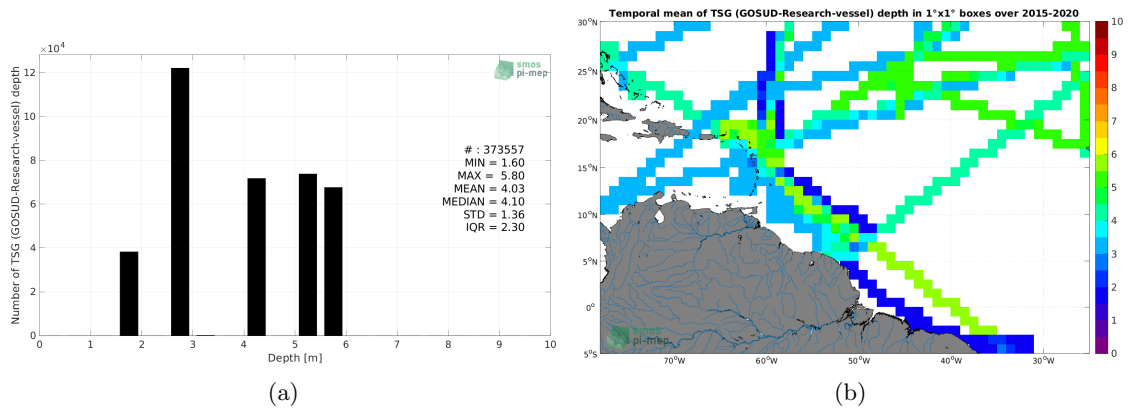 ×10⁴
12
10
8
6
4
2
0
0 1 2 3 4 5 6 7 8 9 10
Number of TSG (GOSUD-Research-vessel) depth
Depth [m]
smos
pi-mep
# : 373557
MIN = 1.60
MAX = 5.80
MEAN = 4.03
MEDIAN = 4.10
STD = 1.36
IQR = 2.30
(a)
Temporal mean of TSG (GOSUD-Research-vessel) depth in 1°x1° boxes over 2015-2020
30°N
25°N
20°N
15°N
10°N
5°N
0°
5°S
70°W 60°W 50°W 40°W 30°W
smos
pi-mep
10
9
8
7
6
5
4
3
2
1
0
(b)